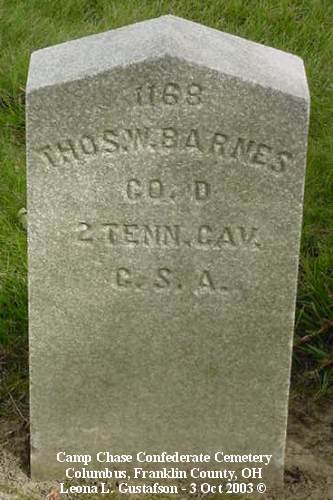 1168
THOS. W. BARNES
CO. D
2 TENN. CAV.
C. S. A.
Camp Chase Confederate Cemetery
Columbus, Franklin County, OH
Leona L. Gustafson - 3 Oct 2003 ©